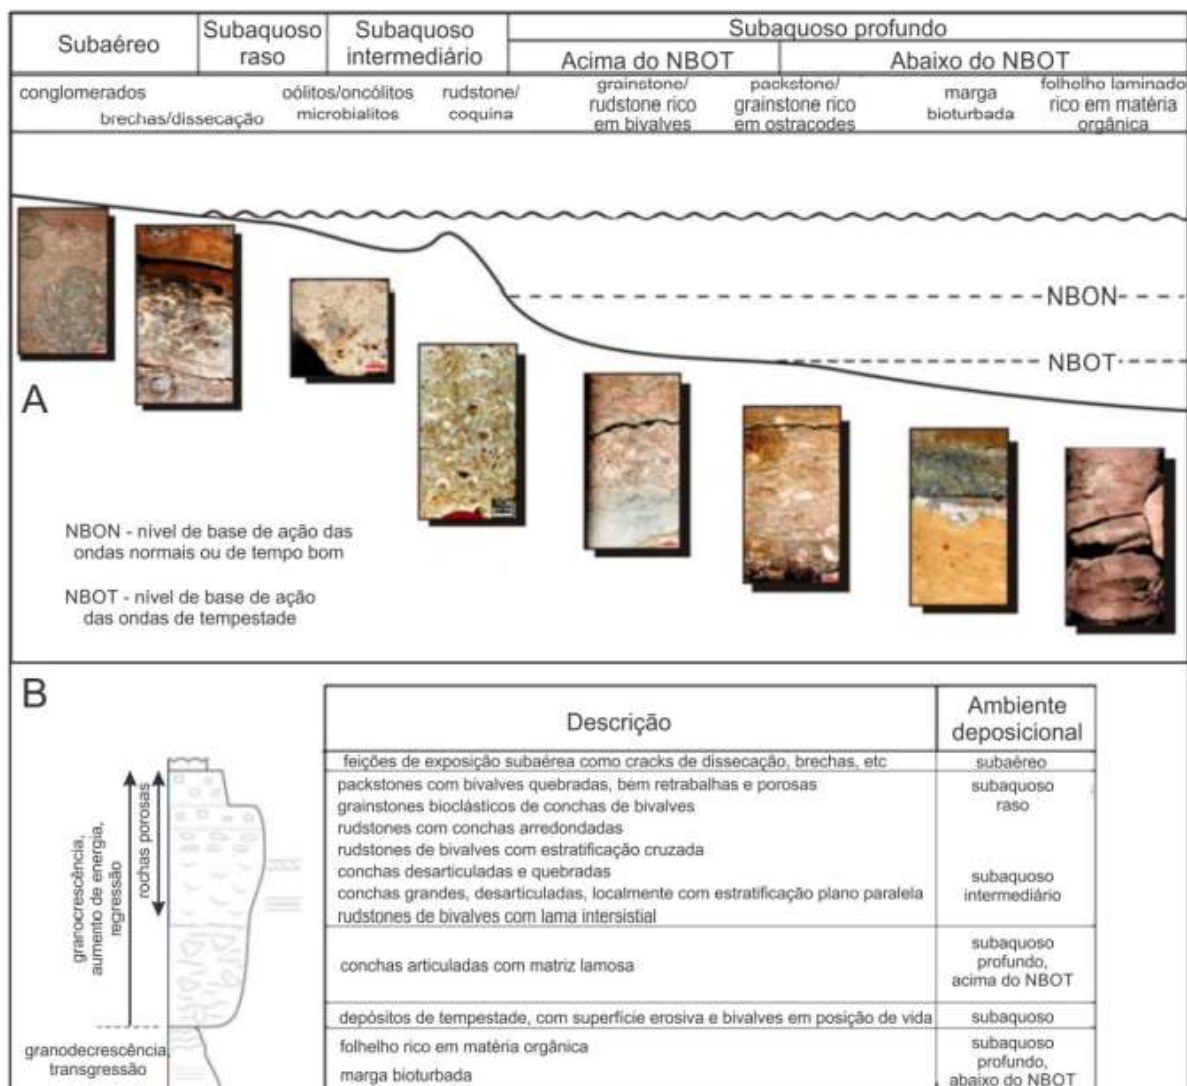 Subaéreo
Subaquoso
raso
Subaquoso
intermediário
Subaquoso profundo
Acima do NBOT
Abaixo do NBOT
conglomerados
brechas/dissecação
oólitos/oncólitos
microbialitos
rudstone/
coquina
grainstone/
rudstone rico
em bivalves
packstone/
grainstone rico
em ostracodes
marga
bioturbada
folhelho laminado
rico em matéria
orgânica
NBON
NBOT
A
NBON - nível de base de ação das
ondas normais ou de tempo bom
NBOT - nível de base de ação
das ondas de tempestade
B
granocrescência,
aumento de energia,
regressão
rochas porosas
granodecrescência,
transgressão
Descrição
Ambiente
deposicional
feições de exposição subaérea como cracks de dissecação, brechas, etc
subaéreo
packstones com bivalves quebradas, bem retrabalhas e porosas
grainstones bioclásticos de conchas de bivalves
rudstones com conchas arredondadas
rudstones de bivalves com estratificação cruzada
subaquoso
raso
conchas desarticuladas e quebradas
conchas grandes, desarticuladas, localmente com estratificação plano paralela
rudstones de bivalves com lama intersistial
subaquoso
intermediário
conchas articuladas com matriz lamosa
subaquoso
profundo,
acima do NBOT
depósitos de tempestade, com superfície erosiva e bivalves em posição de vida
subaquoso
folhelho rico em matéria orgânica
marga bioturbada
subaquoso
profundo,
abaixo do NBOT